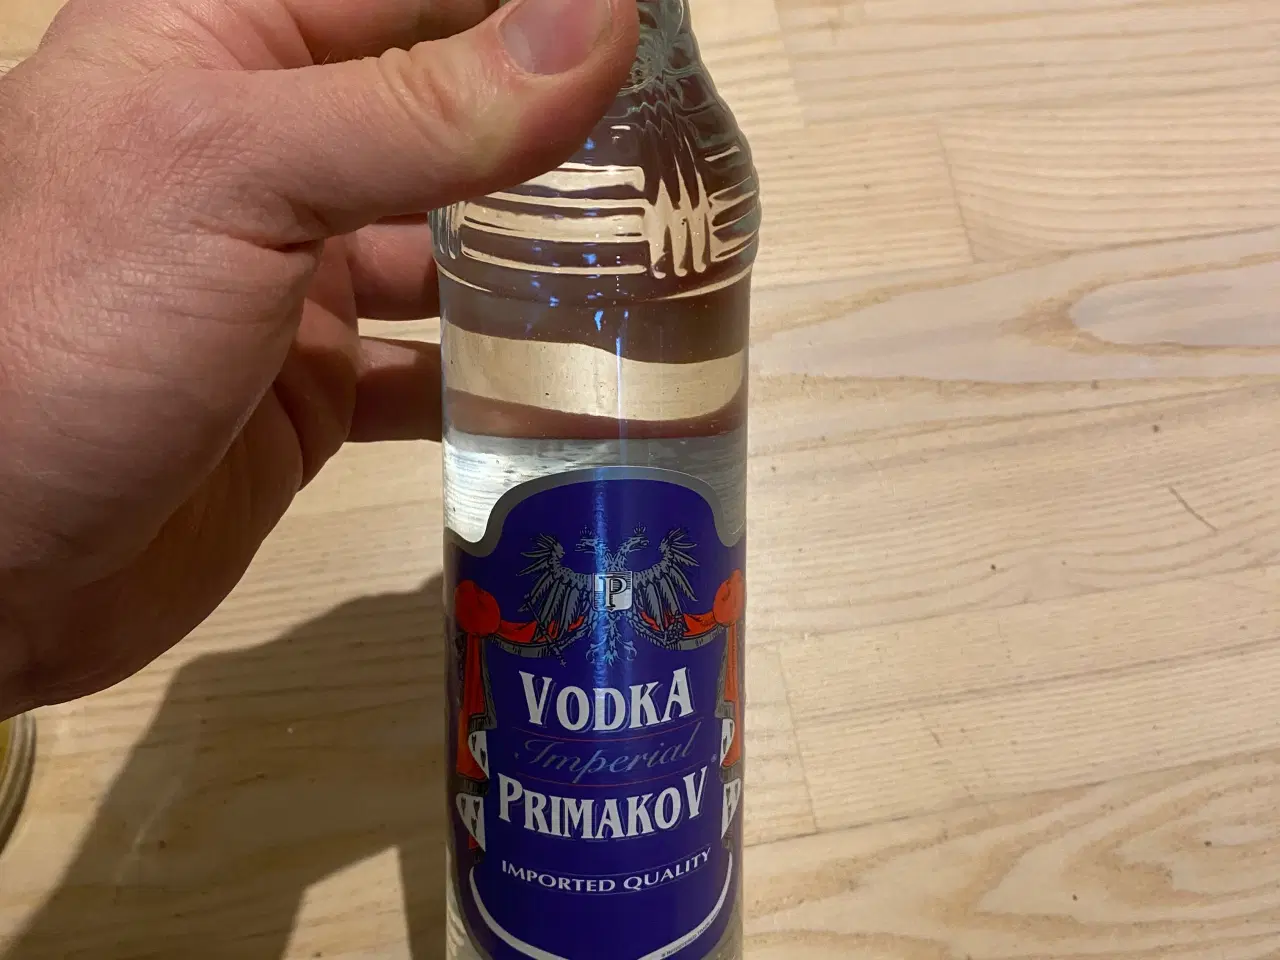 P
VODKA
Imperial
PRIMAKOV
IMPORTED QUALITY